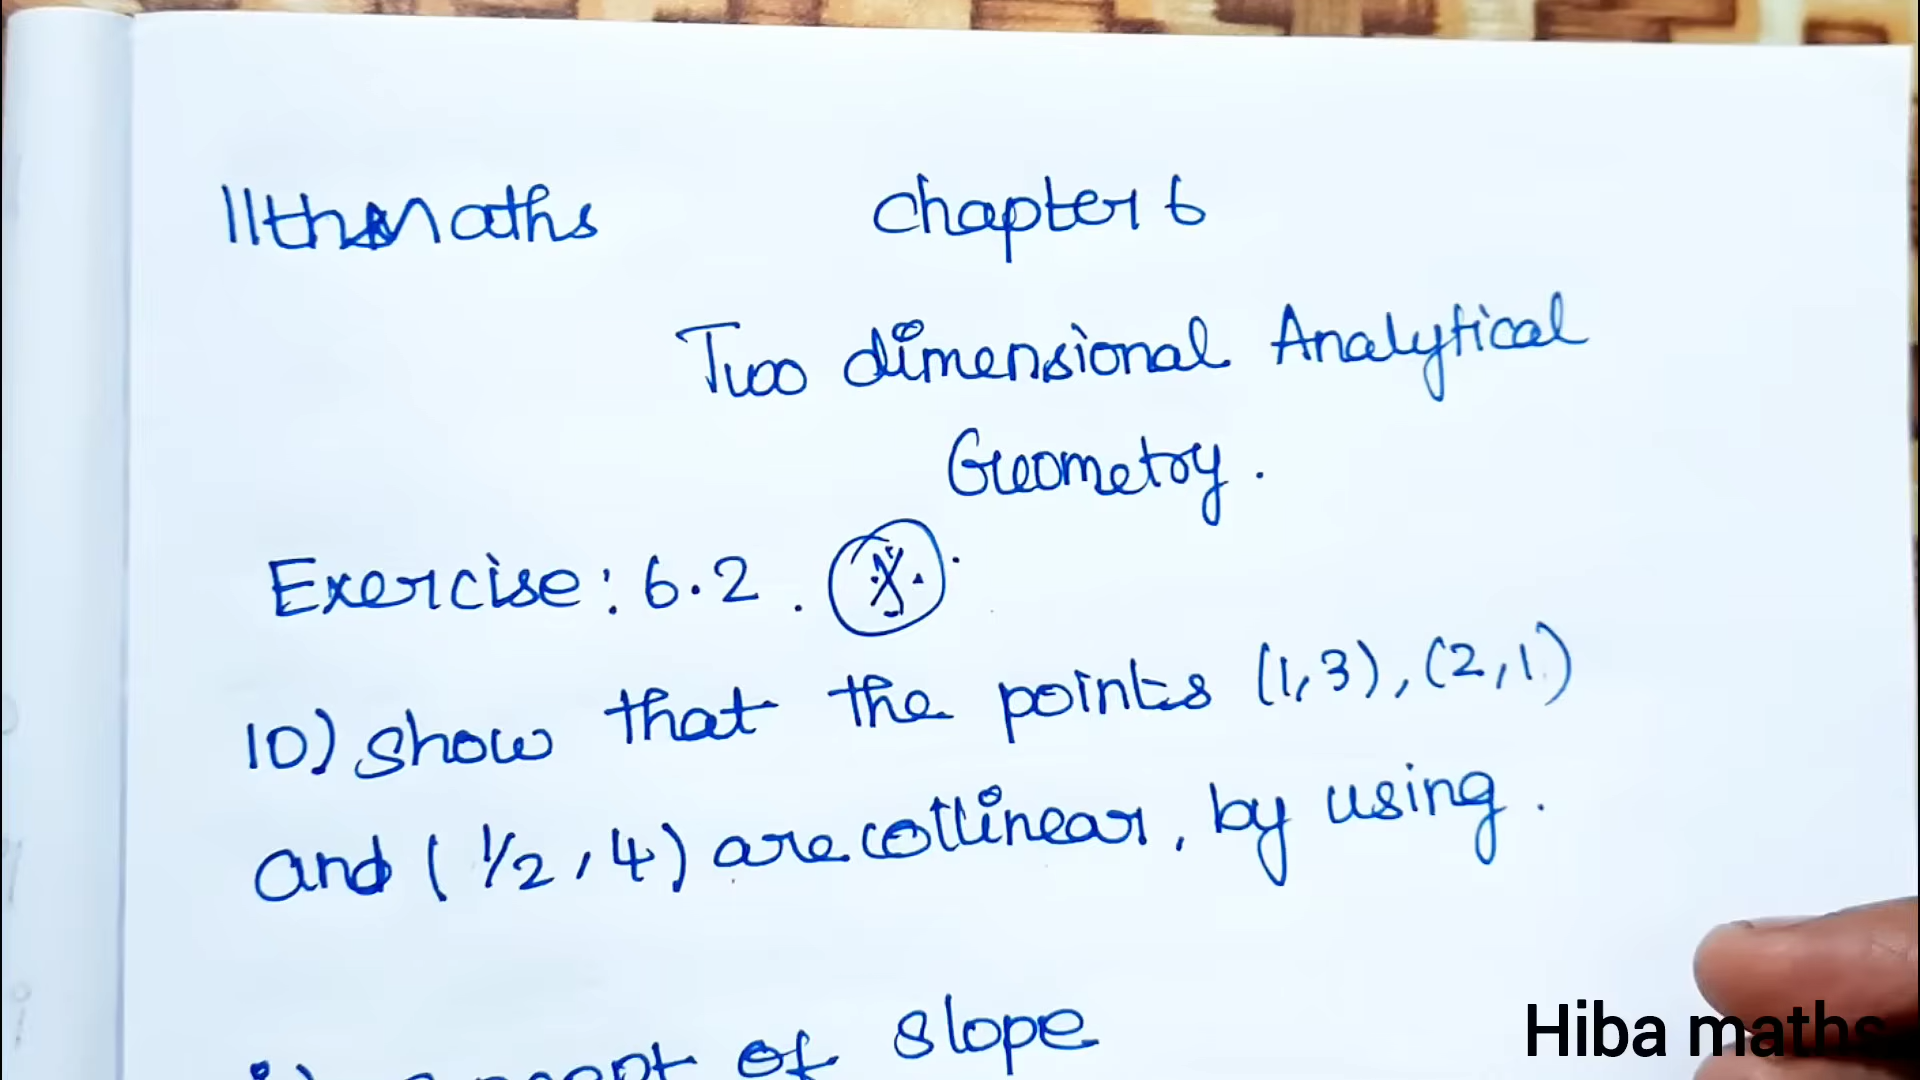 11th Maths Chapter 6
Two dimensional Analytical
Geometry.
Exercise: 6.2.
10) Show that the points (1,3), (2,1)
and (1/2, 4) are collinear, by using.
of slope
Hiba maths